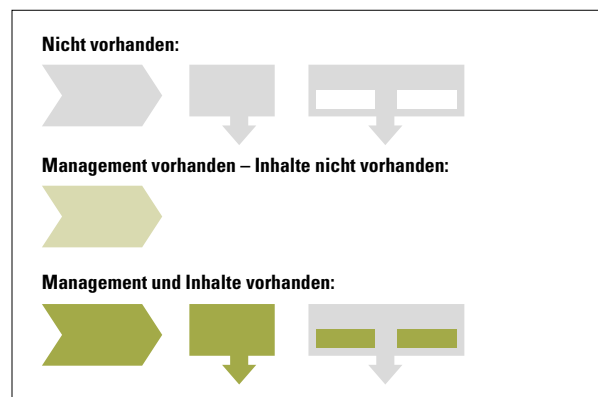 Nicht vorhanden:
Management vorhanden – Inhalte nicht vorhanden:
Management und Inhalte vorhanden: